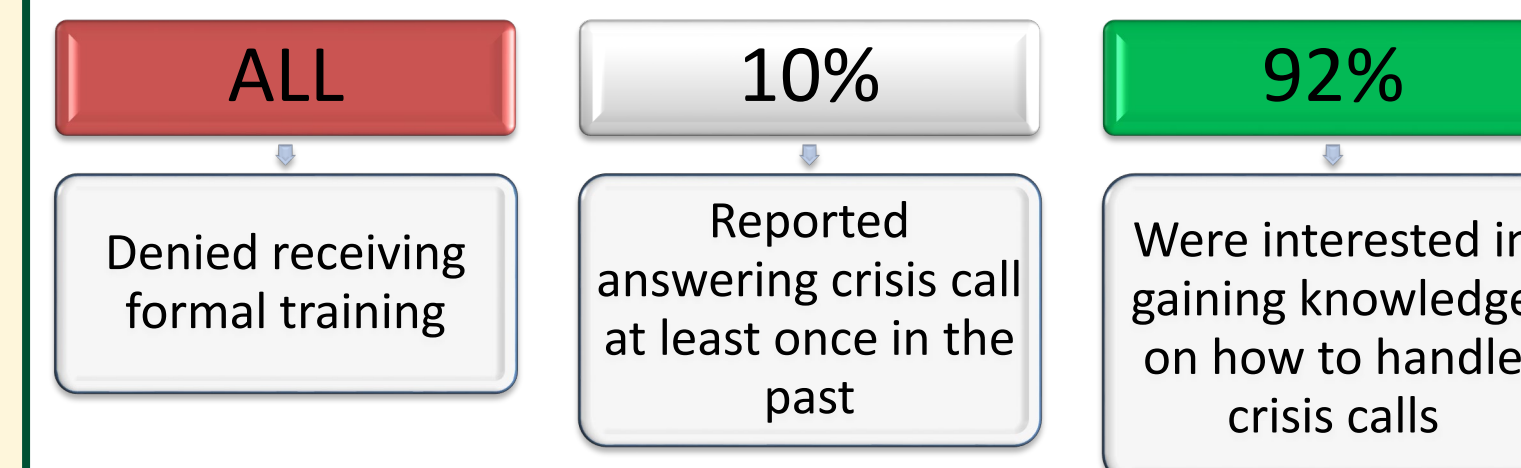 ALL
Denied receiving
formal training
10%
Reported
answering crisis call
at least once in the
past
92%
Were interested in
gaining knowledge
on how to handle
crisis calls